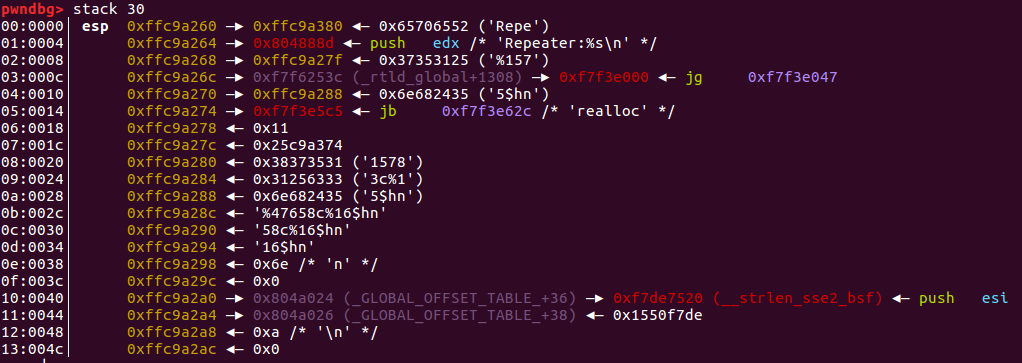 pwndbg> stack 30
00:0000│ esp 0xffc9a260 —▸ 0xffc9a380 ◂— 0x65706552 ('Repe')
01:0004│ 0xffc9a264 —▸ 0x804888d ◂— push edx /* 'Repeater:%s\n' */
02:0008│ 0xffc9a268 —▸ 0xffc9a27f ◂— 0x37353125 ('%157')
03:000c│ 0xffc9a26c —▸ 0xf7f6253c (_rtld_global+1308) —▸ 0xf7f3e000 ◂— jg 0xf7f3e047
04:0010│ 0xffc9a270 —▸ 0xffc9a288 ◂— 0x6e682435 ('5$hn')
05:0014│ 0xffc9a274 —▸ 0xf7f3e5c5 ◂— jb 0xf7f3e62c /* 'realloc' */
06:0018│ 0xffc9a278 ◂— 0x11
07:001c│ 0xffc9a27c ◂— 0x25c9a374
08:0020│ 0xffc9a280 ◂— 0x38373531 ('1578')
09:0024│ 0xffc9a284 ◂— 0x31256333 ('3c%1')
0a:0028│ 0xffc9a288 ◂— 0x6e682435 ('5$hn')
0b:002c│ 0xffc9a28c ◂— '%47658c%16$hn'
0c:0030│ 0xffc9a290 ◂— '58c%16$hn'
0d:0034│ 0xffc9a294 ◂— '16$hn'
0e:0038│ 0xffc9a298 ◂— 0x6e /* 'n' */
0f:003c│ 0xffc9a29c ◂— 0x0
10:0040│ 0xffc9a2a0 —▸ 0x804a024 (_GLOBAL_OFFSET_TABLE_+36) —▸ 0xf7de7520 (__strlen_sse2_bsf) ◂— push esi
11:0044│ 0xffc9a2a4 —▸ 0x804a026 (_GLOBAL_OFFSET_TABLE_+38) ◂— 0x1550f7de
12:0048│ 0xffc9a2a8 ◂— 0xa /* '\n' */
13:004c│ 0xffc9a2ac ◂— 0x0